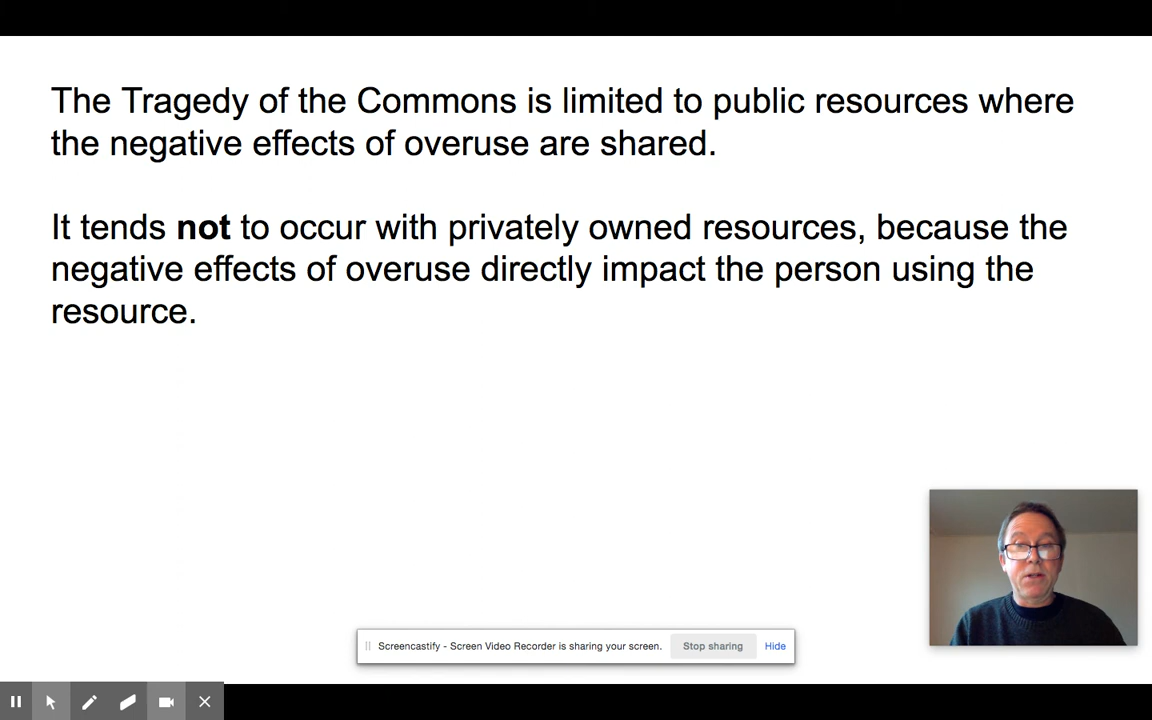 The Tragedy of the Commons is limited to public resources where
the negative effects of overuse are shared.
It tends not to occur with privately owned resources, because the
negative effects of overuse directly impact the person using the
resource.
Screencastify - Screen Video Recorder is sharing your screen. Stop sharing Hide